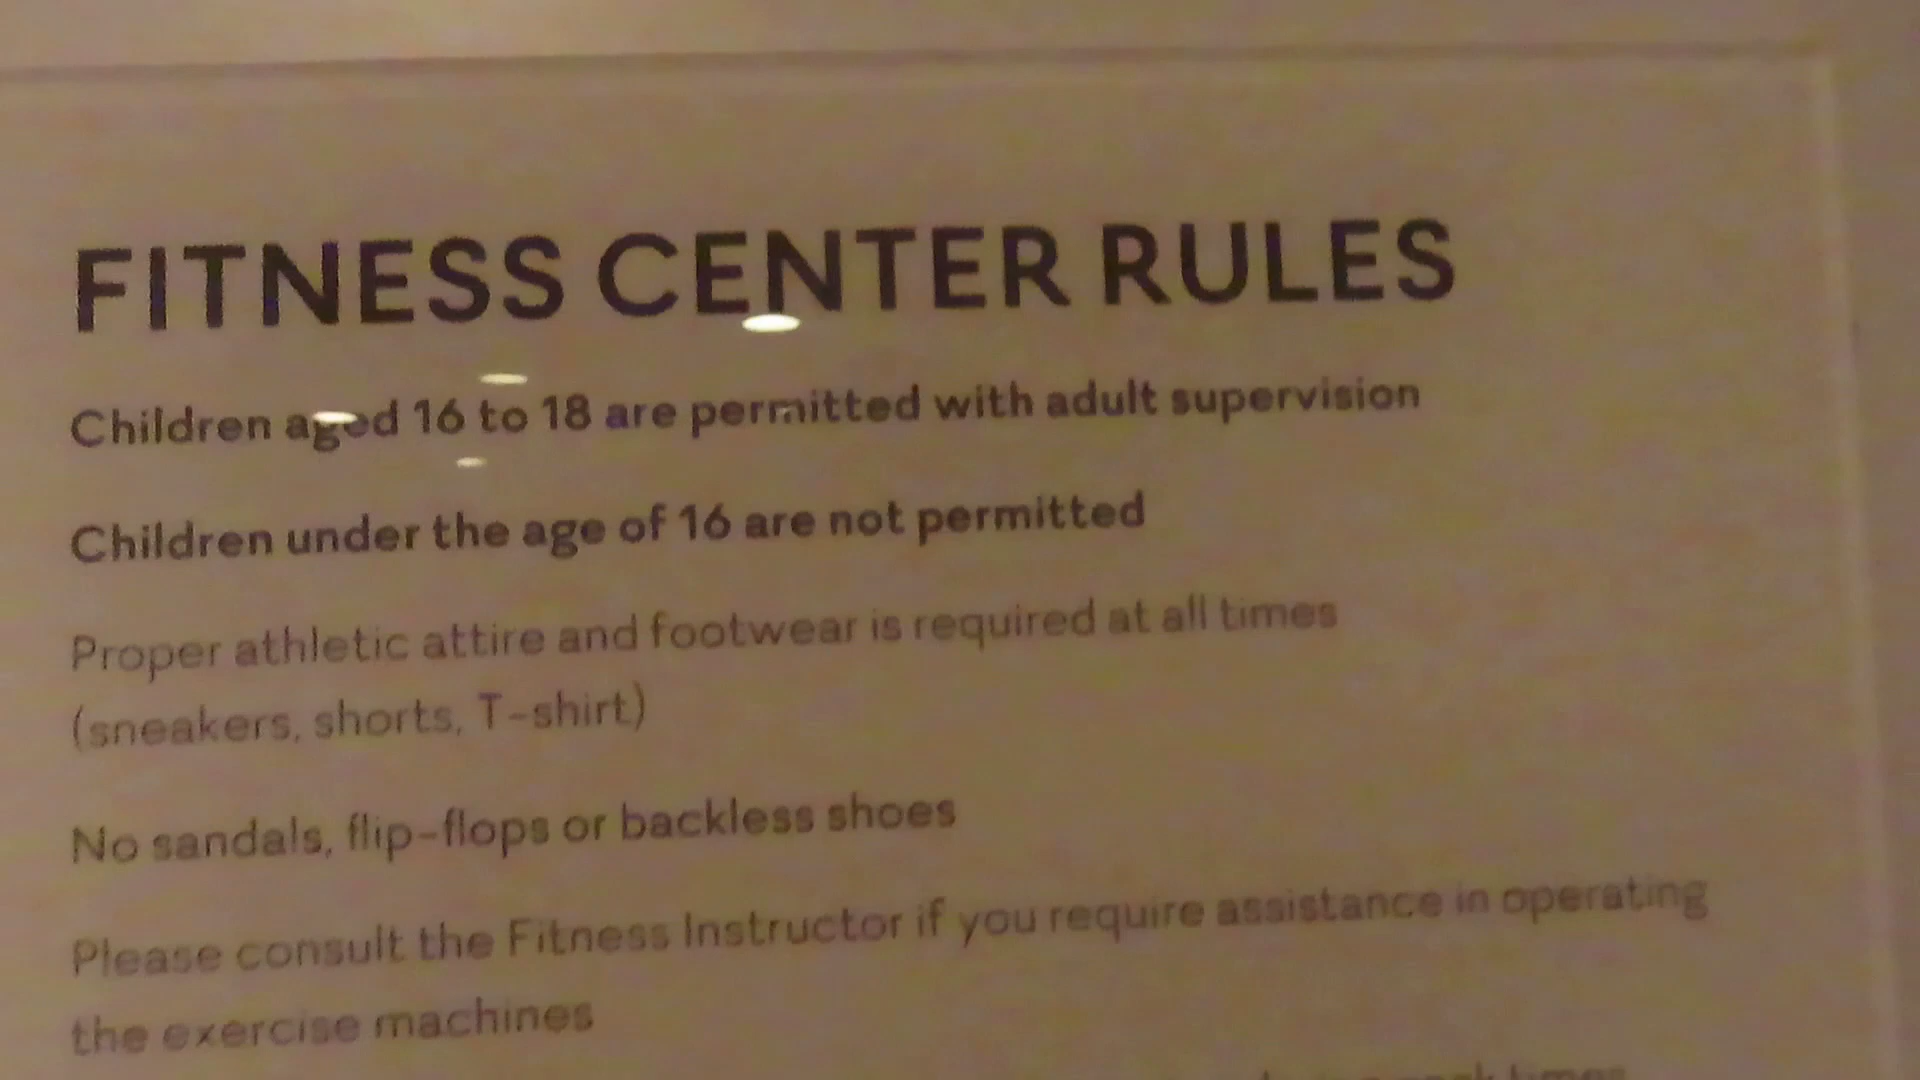 FITNESS CENTER RULES
Children aged 16 to 18 are permitted with adult supervision
Children under the age of 16 are not permitted
Proper athletic attire and footwear is required at all times
(sneakers, shorts, T-shirt)
No sandals, flip-flops or backless shoes
Please consult the Fitness Instructor if you require assistance in operating
the exercise machines
times